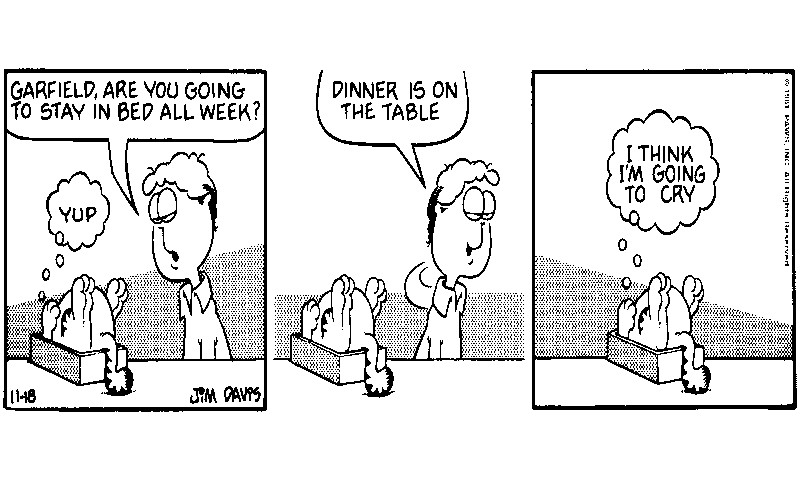 GARFIELD, ARE YOU GOING
TO STAY IN BED ALL WEEK?
YUP
11-18
JIM DAVIS
DINNER IS ON
THE TABLE
I THINK
I'M GOING
TO CRY